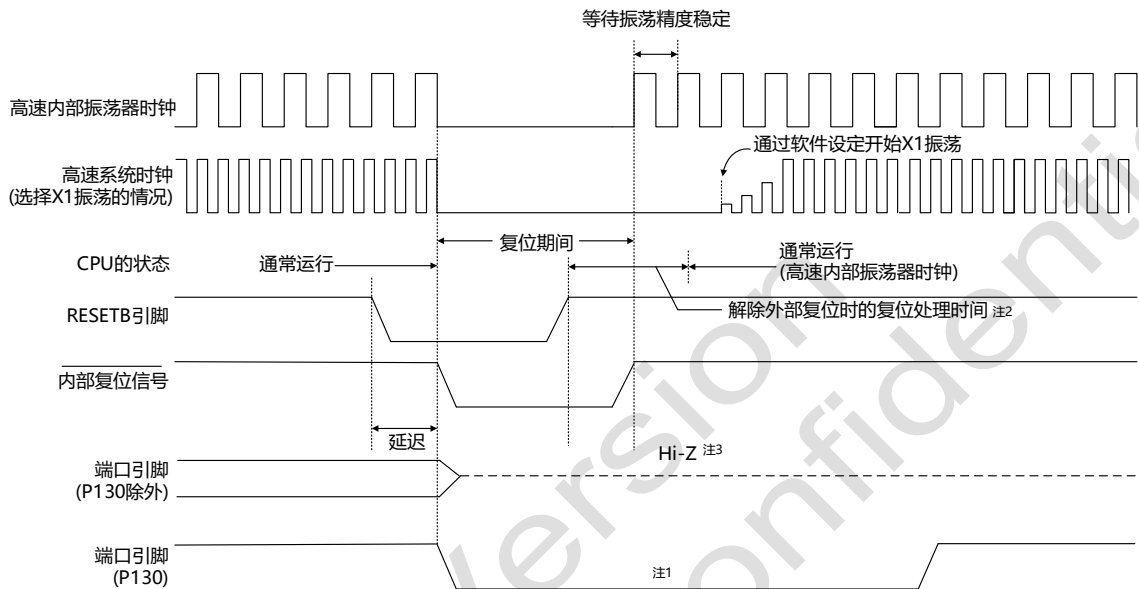 等待振荡精度稳定
高速内部振荡器时钟
通过软件设定开始X1振荡
高速系统时钟
(选择X1振荡的情况)
复位期间
CPU的状态
通常运行
通常运行
(高速内部振荡器时钟)
RESETB引脚
解除外部复位时的复位处理时间 注2
内部复位信号
延迟
Hi-Z 注3
端口引脚
(P130除外)
端口引脚
(P130)
注1
Version
Confidential